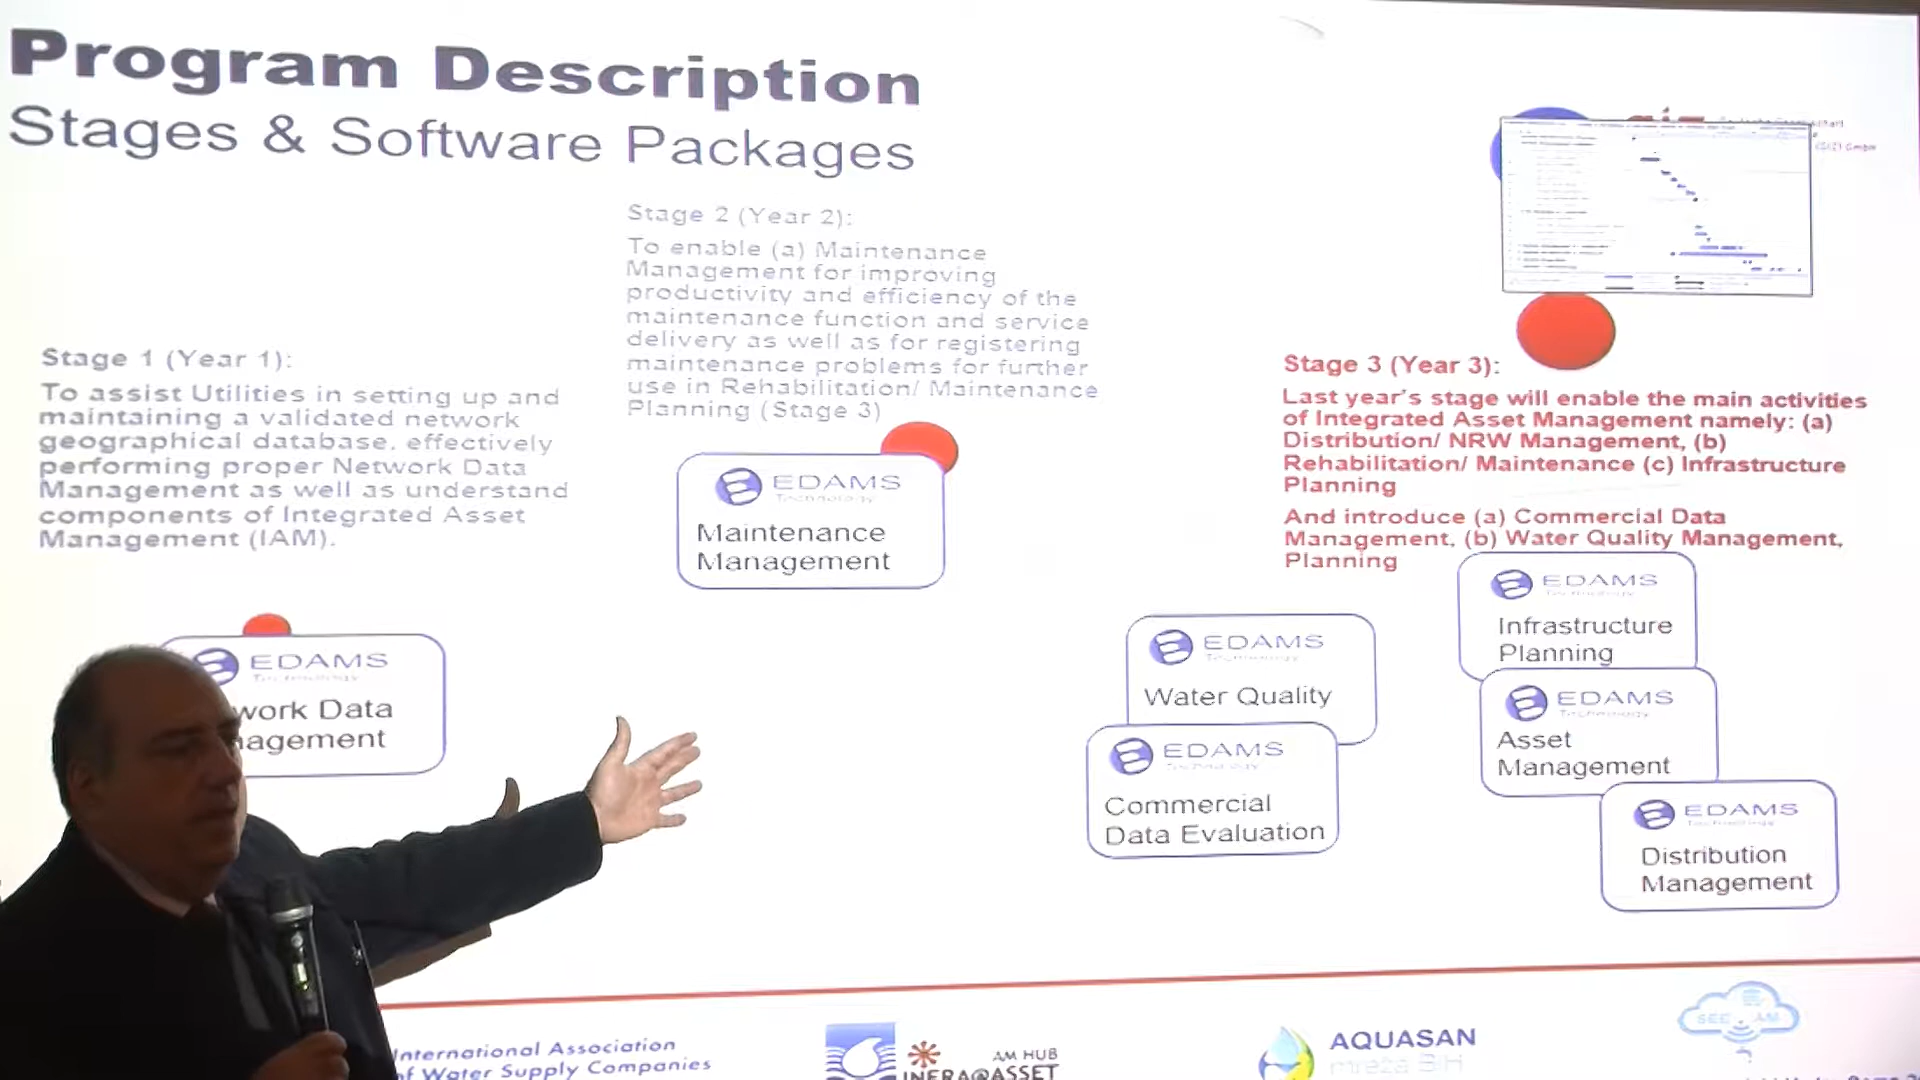 Program Description
Stages & Software Packages
Stage 1 (Year 1):
To assist Utilities in setting up and
maintaining a validated network
geographical database, effectively
performing proper Network Data
Management as well as understand
components of Integrated Asset
Management (IAM).
EDAMS
work Data
agement
Stage 2 (Year 2):
To enable (a) Maintenance
Management for improving
productivity and efficiency of the
maintenance function and service
delivery as well as for registering
maintenance problems for further
use in Rehabilitation/ Maintenance
Planning (Stage 3)
EDAMS
Technology
Maintenance
Management
Stage 3 (Year 3):
Last year's stage will enable the main activities
of Integrated Asset Management namely: (a)
Distribution/ NRW Management, (b)
Rehabilitation/ Maintenance (c) Infrastructure
Planning
And introduce (a) Commercial Data
Management, (b) Water Quality Management,
Planning
EDAMS
Technology
Infrastructure
Planning
EDAMS
Technology
Water Quality
EDAMS
Technology
Asset
Management
EDAMS
Technology
Commercial
Data Evaluation
EDAMS
Technology
Distribution
Management
International Association
of Water Supply Companies
AM HUB
INFRA@ASSET
AQUASAN
mreža BiH
SEE AM